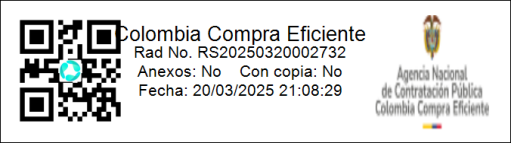 Colombia Compra Eficiente
Rad No. RS20250320002732
Anexos: No Con copia: No
Fecha: 20/03/2025 21:08:29
Agencia Nacional
de Contratación Pública
Colombia Compra Eficiente